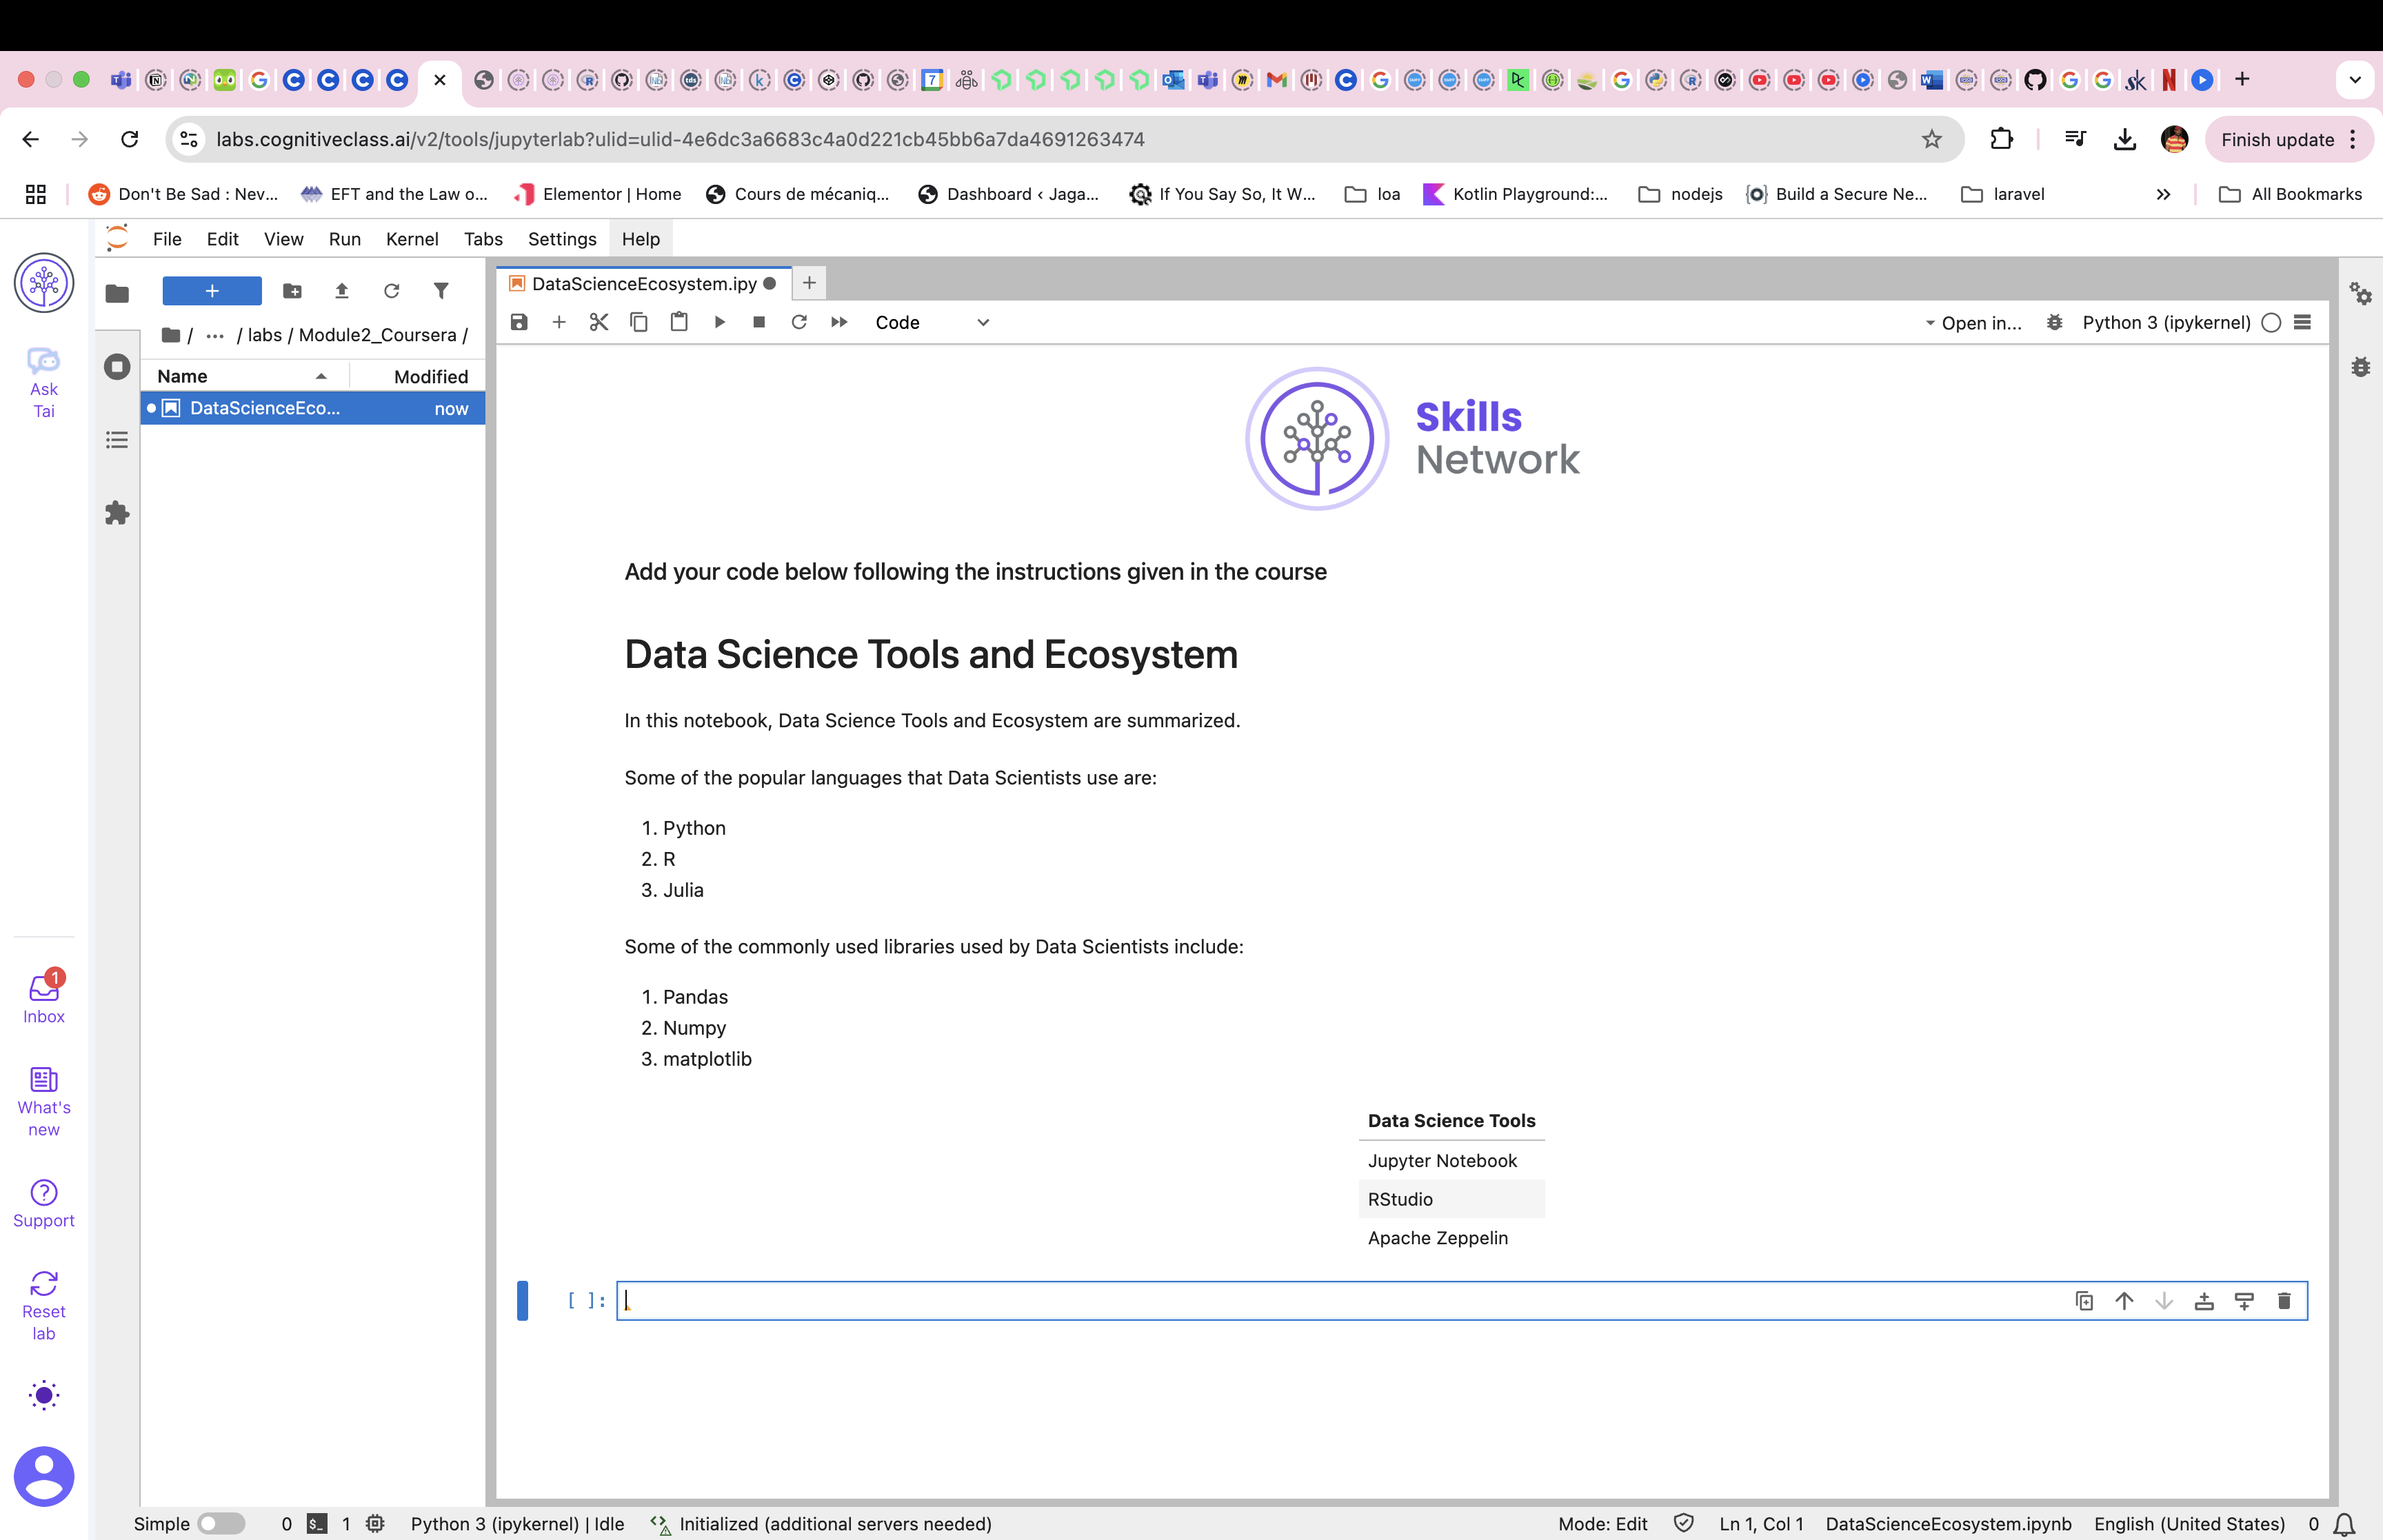 labs.cognitiveclass.ai/v2/tools/jupyterlab?ulid=ulid-4e6dc3a6683c4a0d221cb45bb6a7da4691263474
Finish update
Don't Be Sad : Nev...
EFT and the Law o...
Elementor | Home
Cours de mécaniq...
Dashboard ‹ Jaga...
If You Say So, It W...
loa
Kotlin Playground:...
nodejs
Build a Secure Ne...
laravel
»
All Bookmarks
File Edit View Run Kernel Tabs Settings Help
DataScienceEcosystem.ipy
/ ... / labs / Module2_Coursera /
Code
Open in...
Python 3 (ipykernel)
Name Modified
DataScienceEco... now
Ask
Tai
Skills
Network
Add your code below following the instructions given in the course
Data Science Tools and Ecosystem
In this notebook, Data Science Tools and Ecosystem are summarized.
Some of the popular languages that Data Scientists use are:
1. Python
2. R
3. Julia
Some of the commonly used libraries used by Data Scientists include:
1. Pandas
2. Numpy
3. matplotlib
Data Science Tools
Jupyter Notebook
RStudio
Apache Zeppelin
[ ]:
1
Inbox
What's
new
Support
Reset
lab
Simple
0
$_
1
Python 3 (ipykernel) | Idle
Initialized (additional servers needed)
Mode: Edit
Ln 1, Col 1
DataScienceEcosystem.ipynb
English (United States)
0